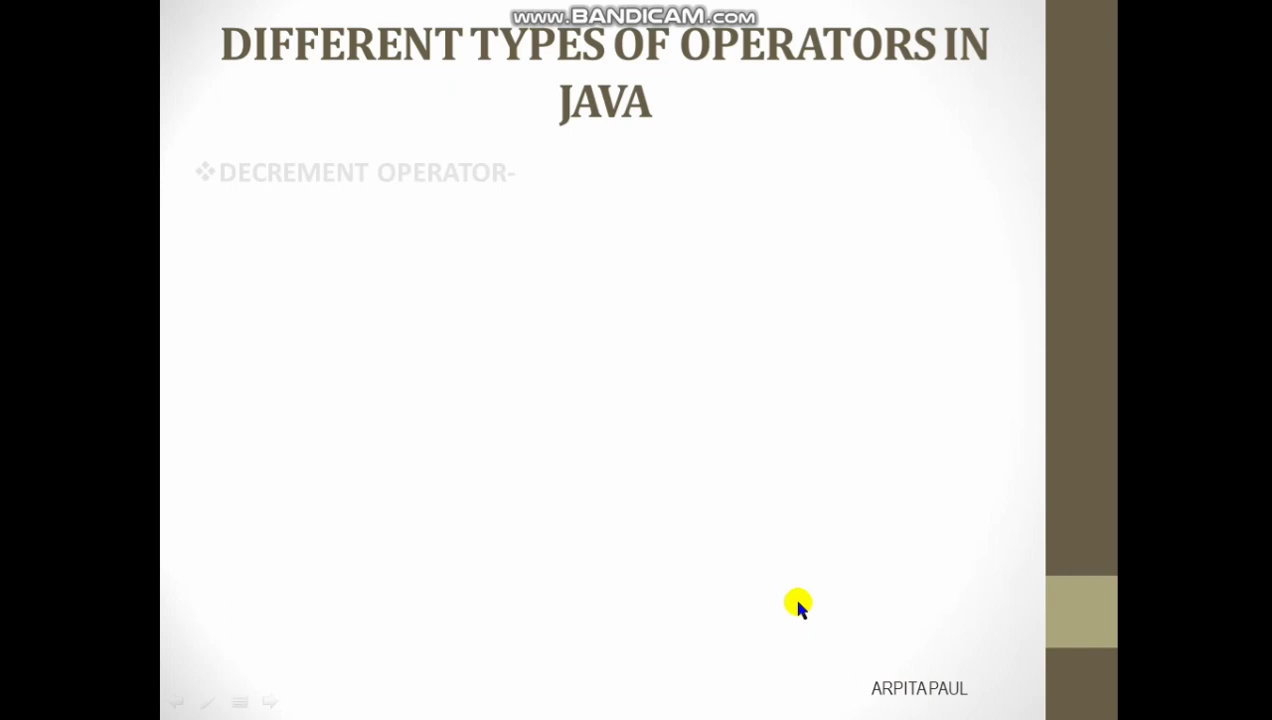 www.BANDICAM.com
DIFFERENT TYPES OF OPERATORS IN
JAVA
DECREMENT OPERATOR-
ARPITA PAUL